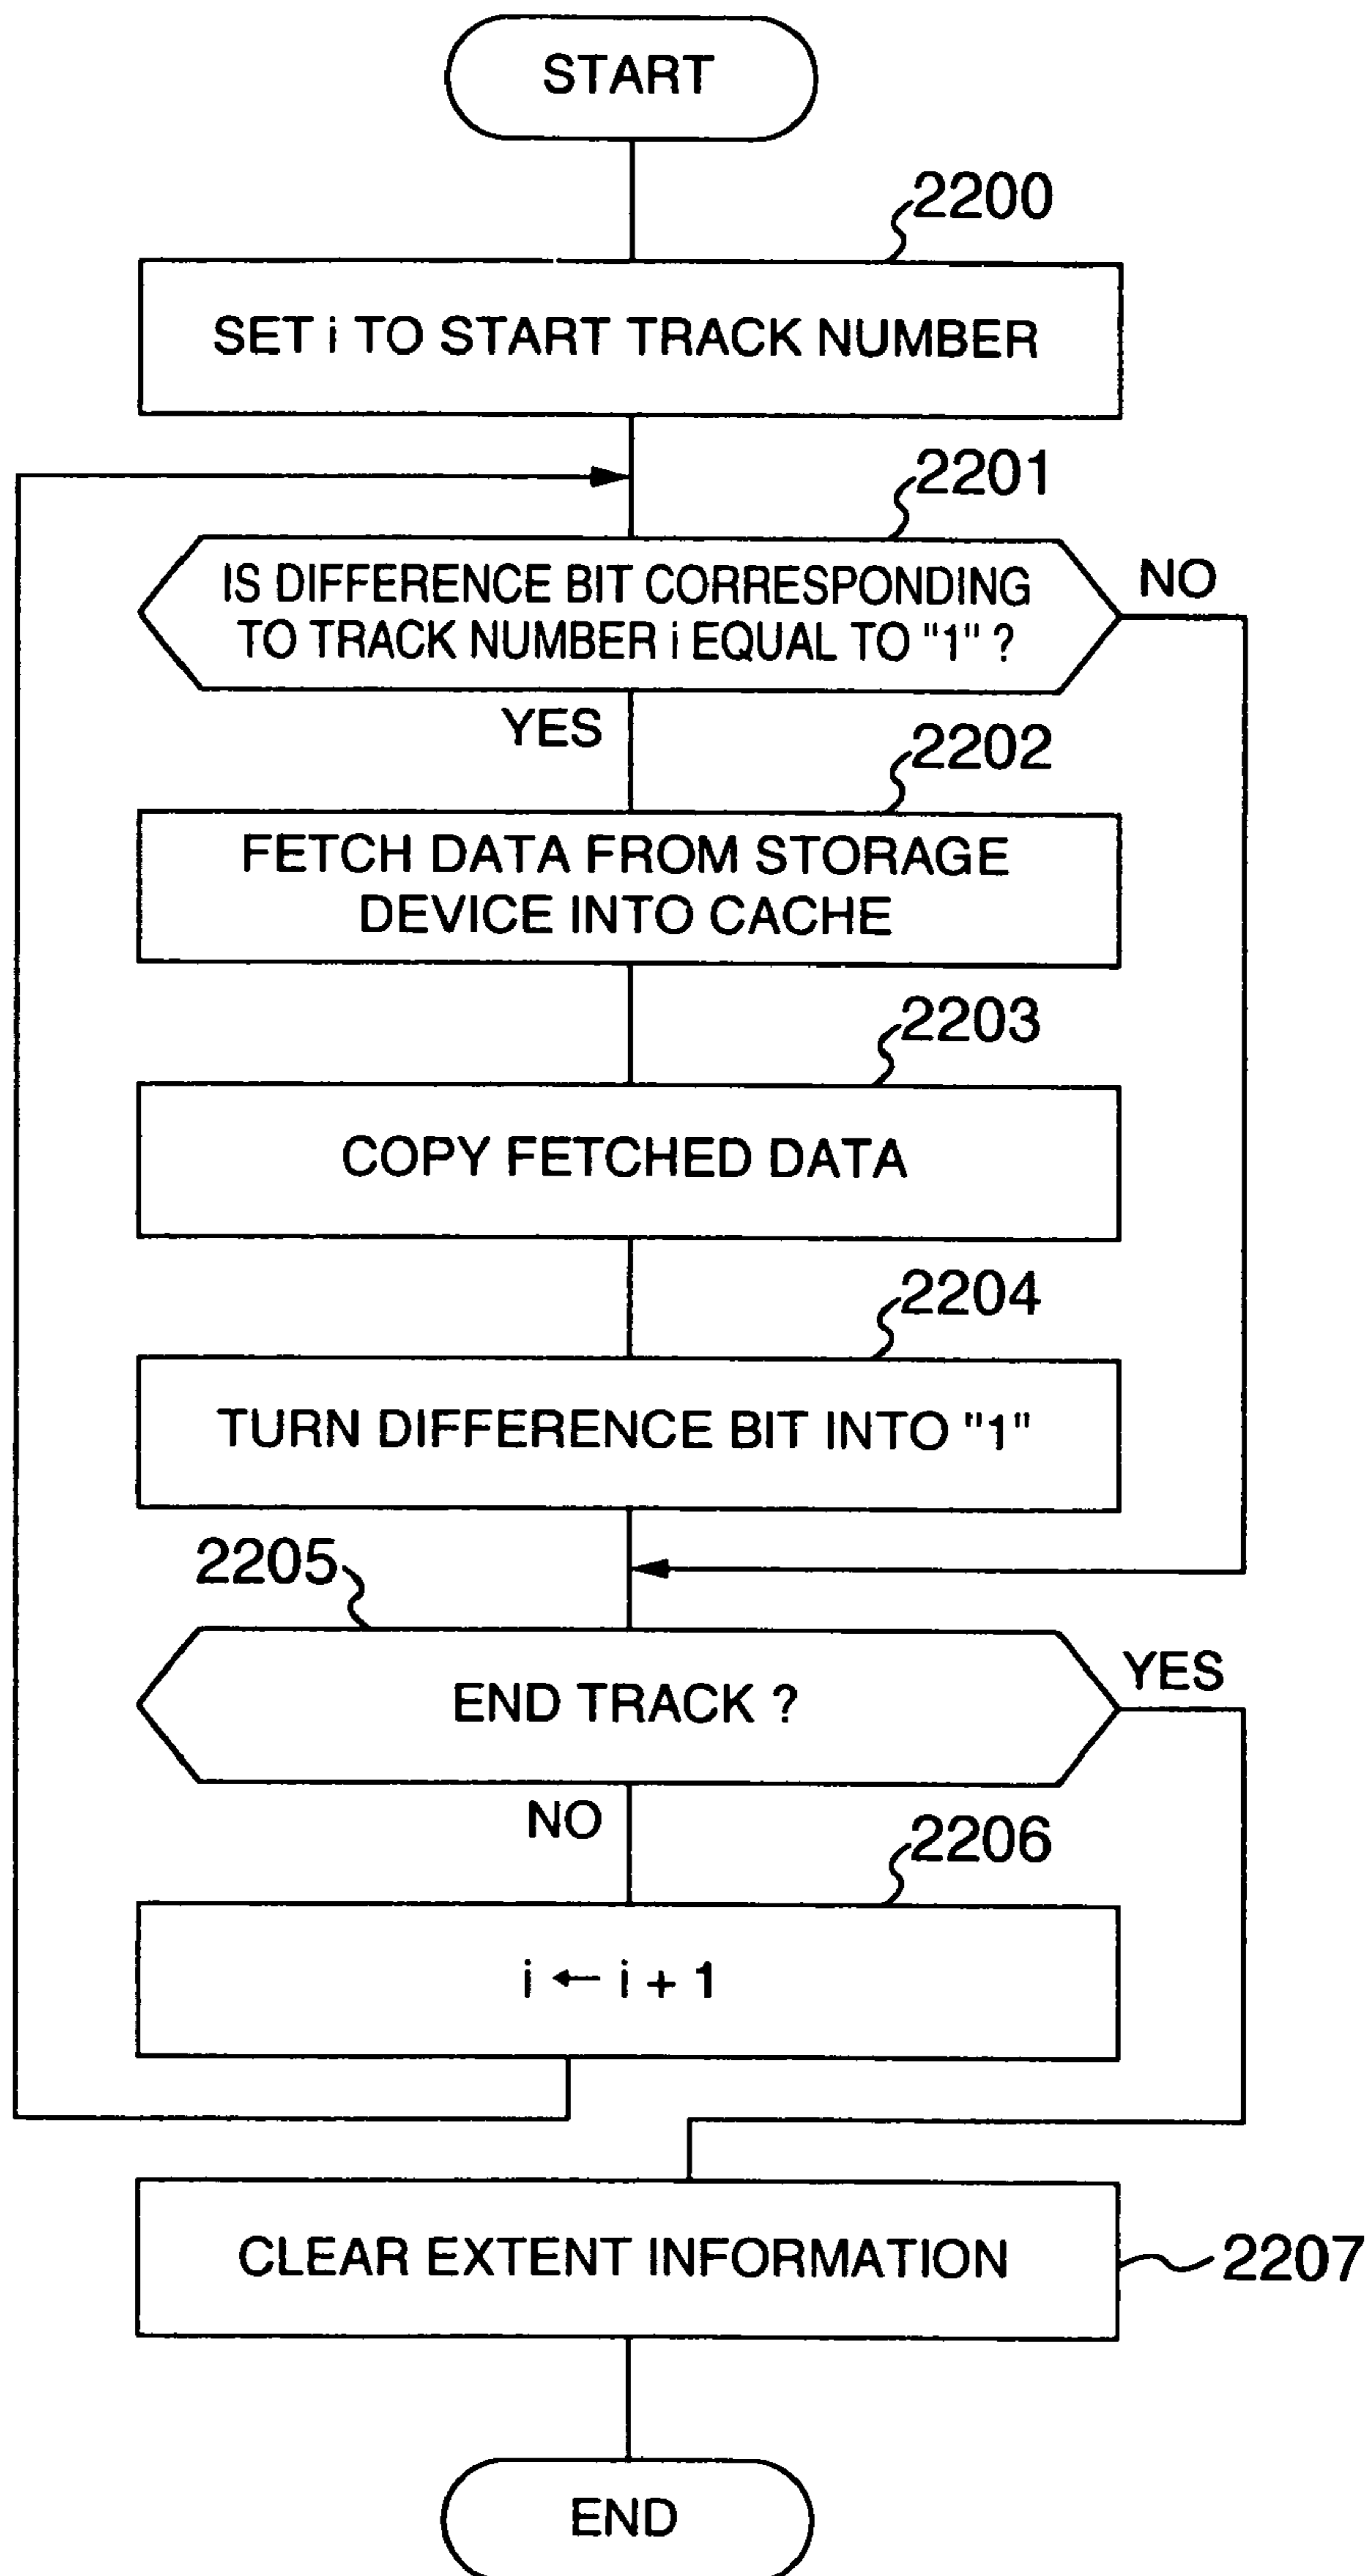 START
2200
SET i TO START TRACK NUMBER
2201
IS DIFFERENCE BIT CORRESPONDING
TO TRACK NUMBER i EQUAL TO "1" ?
NO
YES
2202
FETCH DATA FROM STORAGE
DEVICE INTO CACHE
2203
COPY FETCHED DATA
2204
TURN DIFFERENCE BIT INTO "1"
2205
END TRACK ?
YES
NO
2206
i ← i + 1
CLEAR EXTENT INFORMATION
2207
END